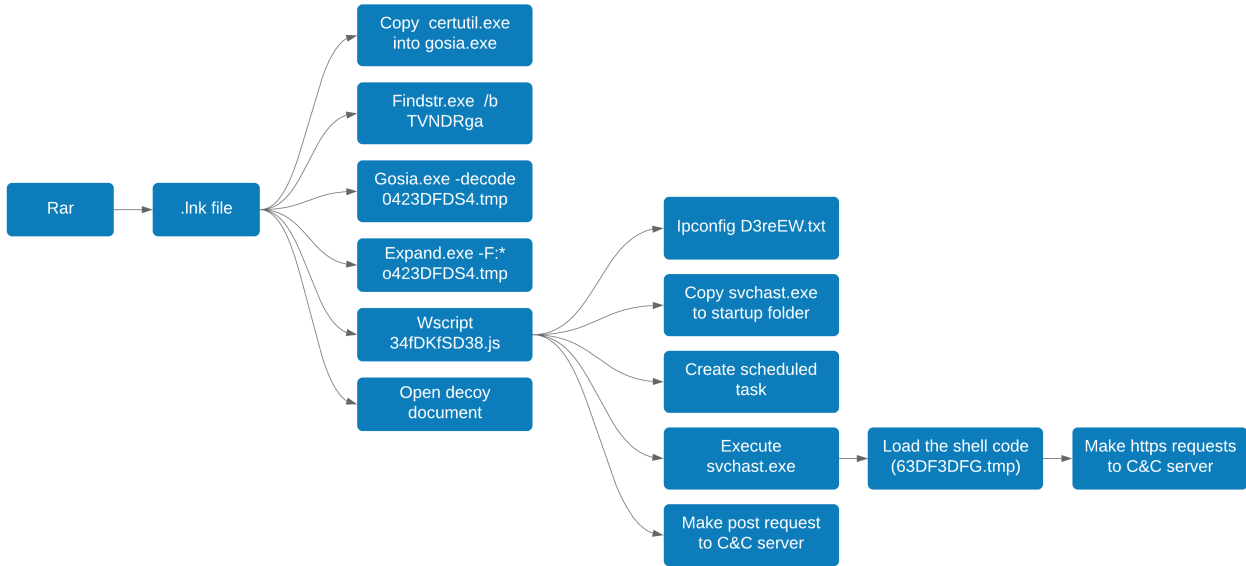 Copy certutil.exe
into gosia.exe
Findstr.exe /b
TVNDRga
Gosia.exe -decode
0423DFDS4.tmp
Rar
.lnk file
Expand.exe -F:*
o423DFDS4.tmp
Wscript
34fDKfSD38.js
Open decoy
document
Ipconfig D3reEW.txt
Copy svchast.exe
to startup folder
Create scheduled
task
Execute
svchast.exe
Load the shell code
(63DF3DFG.tmp)
Make https requests
to C&C server
Make post request
to C&C server